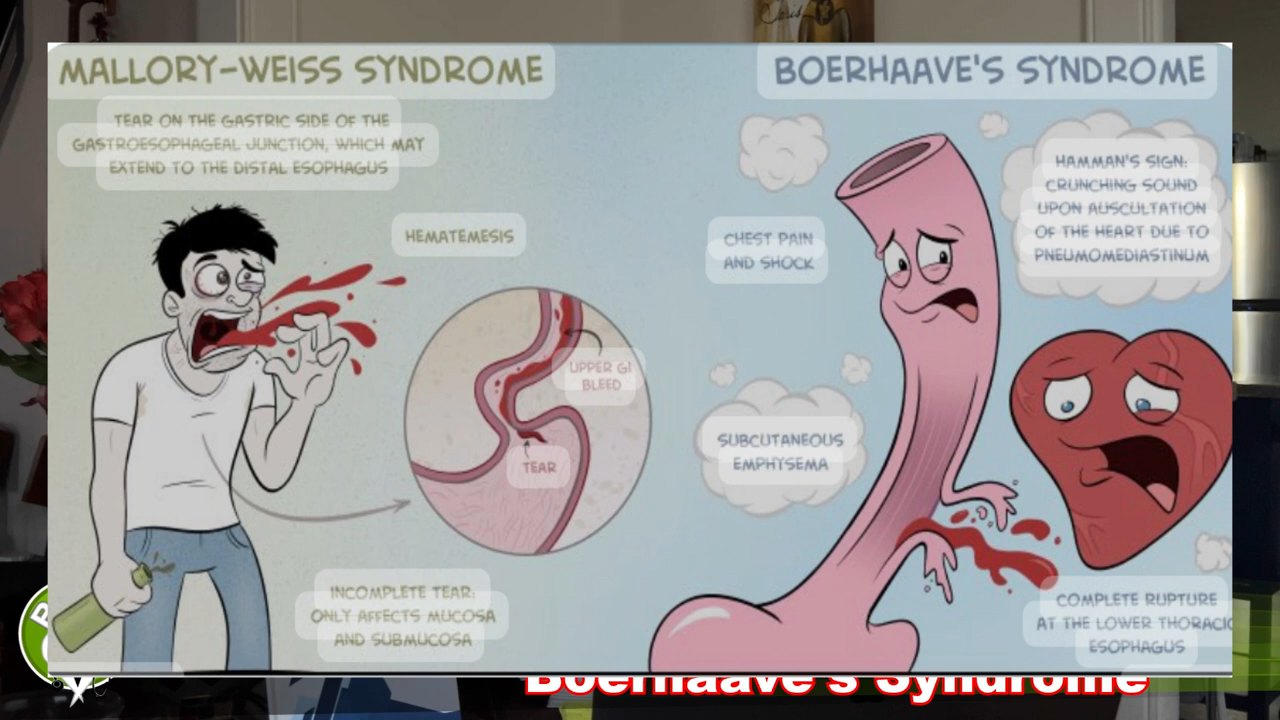 MALLORY-WEISS SYNDROME
TEAR ON THE GASTRIC SIDE OF THE
GASTROESOPHAGEAL JUNCTION, WHICH MAY
EXTEND TO THE DISTAL ESOPHAGUS
HEMATEMESIS
UPPER GI
BLEED
TEAR
INCOMPLETE TEAR:
ONLY AFFECTS MUCOSA
AND SUBMUCOSA
BOERHAAVE'S SYNDROME
HAMMAN'S SIGN:
CRUNCHING SOUND
UPON AUSCULTATION
OF THE HEART DUE TO
PNEUMOMEDIASTINUM
CHEST PAIN
AND SHOCK
SUBCUTANEOUS
EMPHYSEMA
COMPLETE RUPTURE
AT THE LOWER THORACIC
ESOPHAGUS
Boerhaave's Syndrome